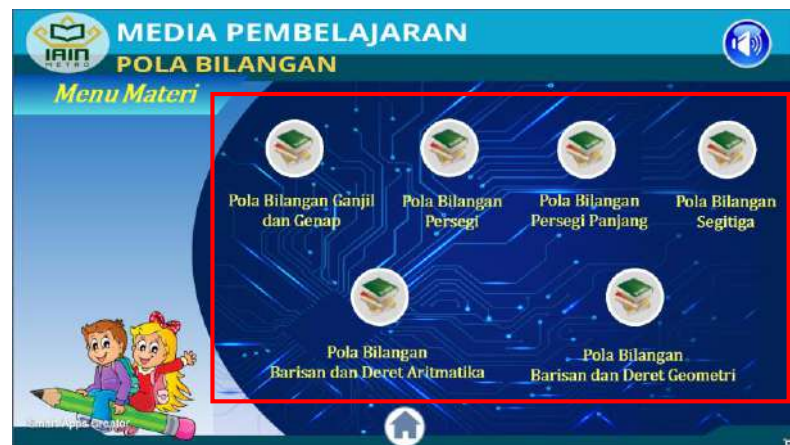 MEDIA PEMBELAJARAN
IAIN
METRO
POLA BILANGAN
Menu Materi
Pola Bilangan Ganjil
dan Genap
Pola Bilangan
Persegi
Pola Bilangan
Persegi Panjang
Pola Bilangan
Segitiga
Pola Bilangan
Barisan dan Deret Aritmatika
Pola Bilangan
Barisan dan Deret Geometri
Smart Apps Creator